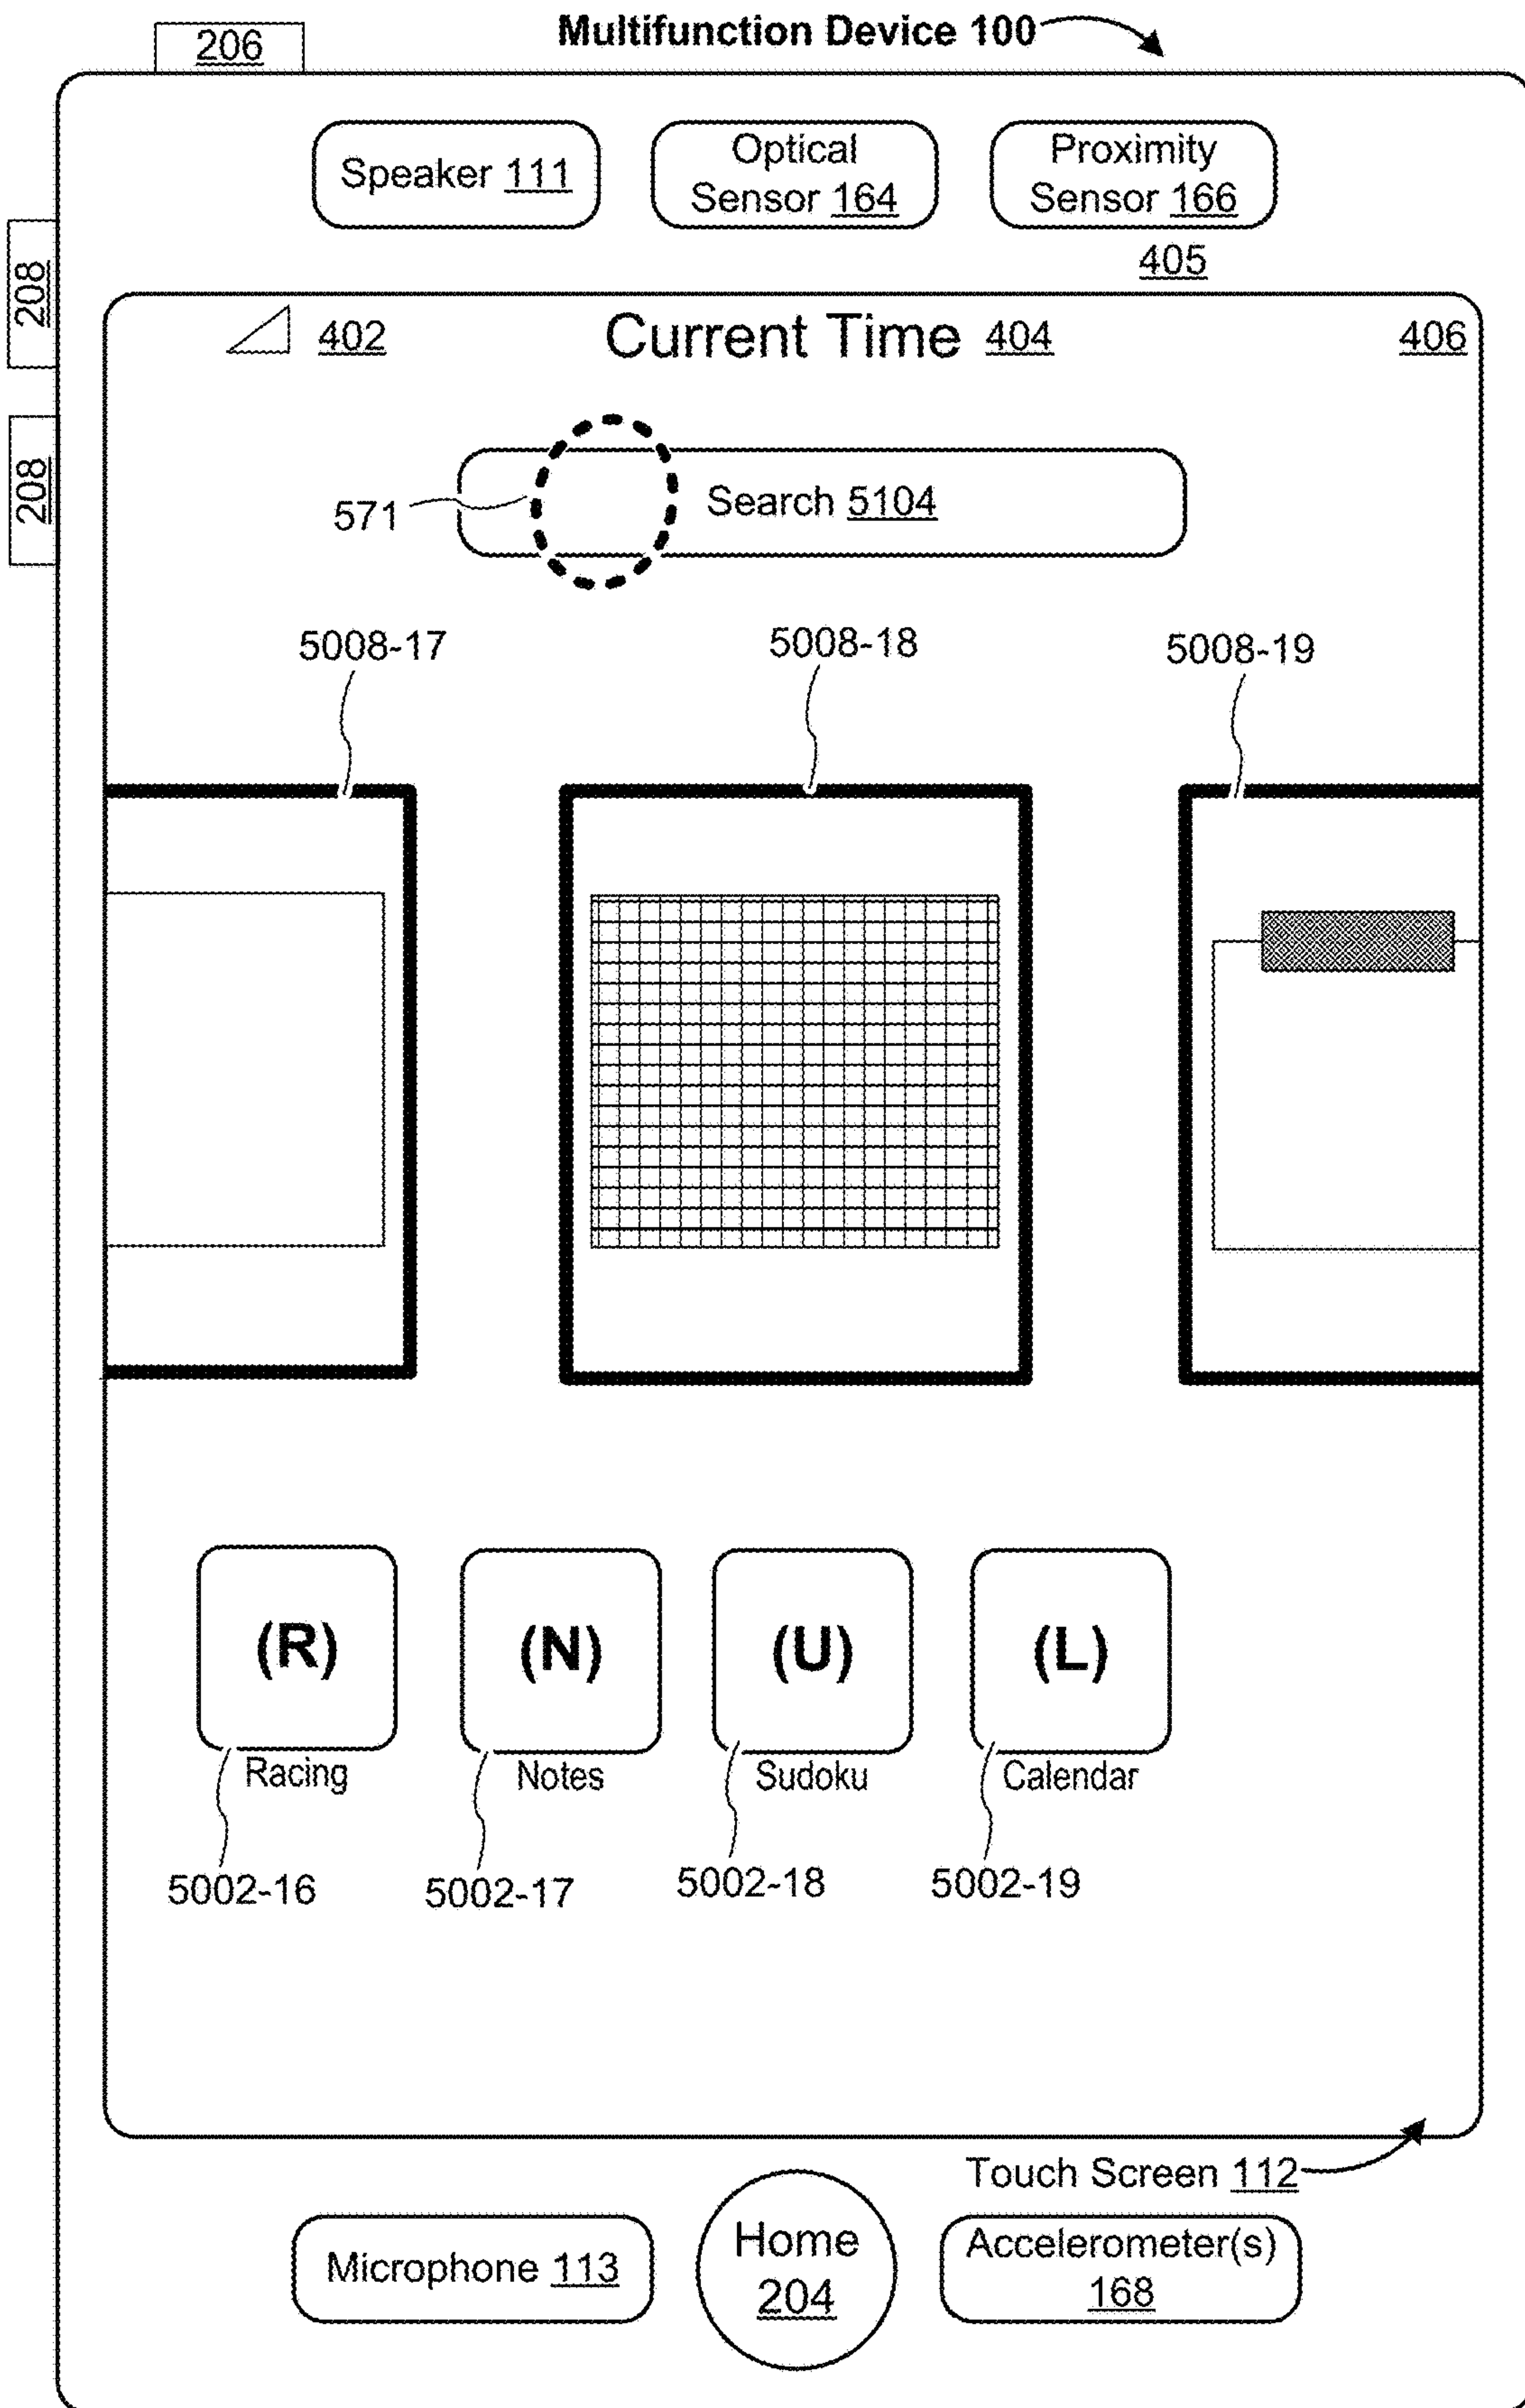 Multifunction Device 100
206
Speaker 111
Optical
Sensor 164
Proximity
Sensor 166
405
208
402
Current Time 404
406
208
571
Search 5104
5008-17
5008-18
5008-19
(R)
(N)
(U)
(L)
Racing
Notes
Sudoku
Calendar
5002-16
5002-17
5002-18
5002-19
Touch Screen 112
Microphone 113
Home
204
Accelerometer(s)
168